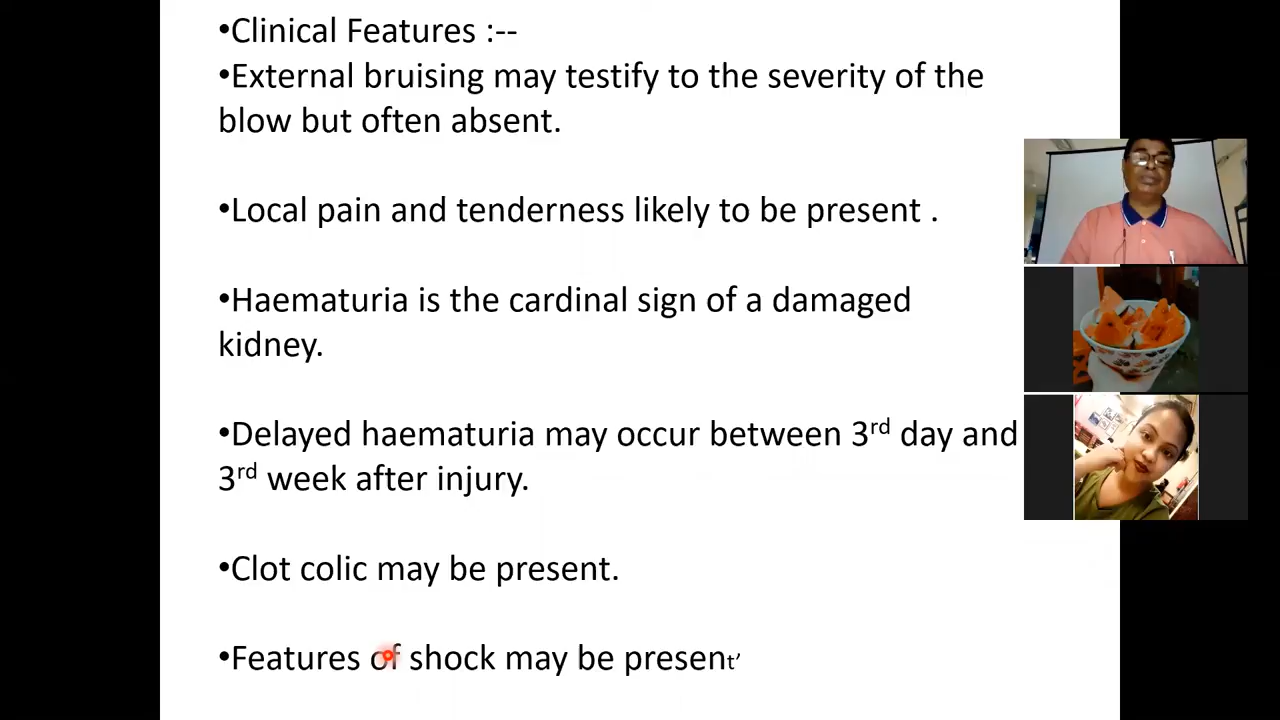 •Clinical Features :--
•External bruising may testify to the severity of the
blow but often absent.
•Local pain and tenderness likely to be present .
•Haematuria is the cardinal sign of a damaged
kidney.
•Delayed haematuria may occur between 3rd day and
3rd week after injury.
•Clot colic may be present.
•Features of shock may be present’